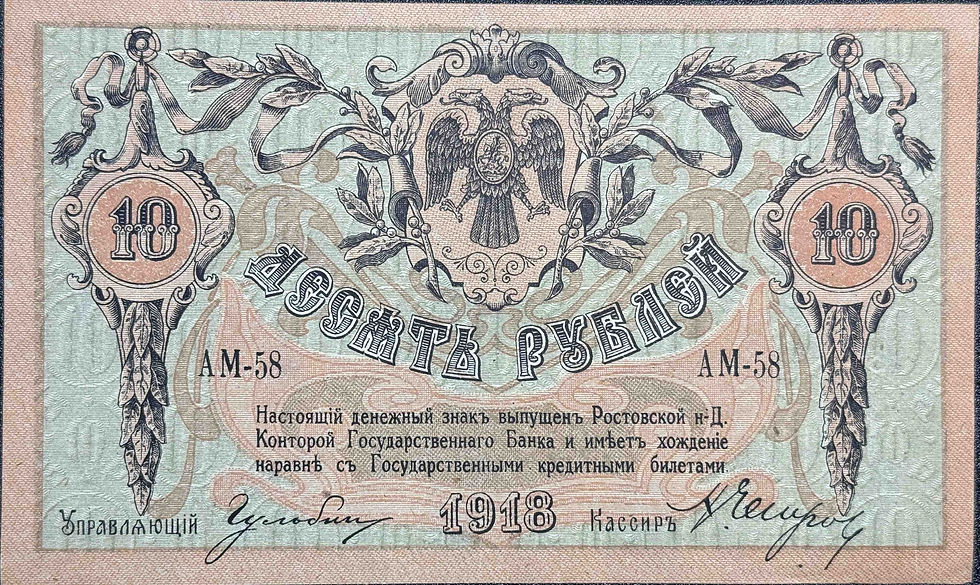 10 10
ДЕСЯТЬ РУБЛЕЙ
АМ-58 АМ-58
Настоящій денежный знакъ выпущенъ Ростовской н-Д.
Конторой Государственнаго Банка и имѣетъ хожденіе
наравнѣ съ Государственными кредитными билетами.
Управляющій 1918 Кассиръ